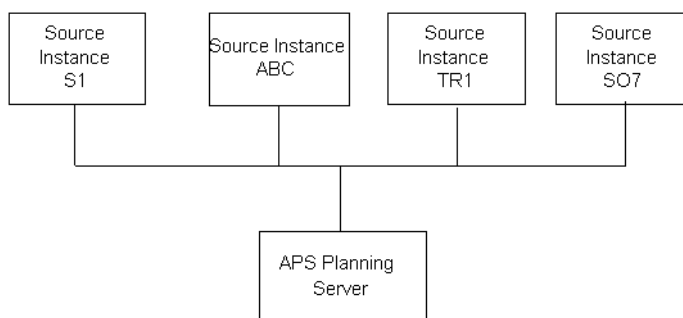 Source
Instance
S1
Source Instance
ABC
Source
Instance
TR1
Source
Instance
SO7
APS Planning
Server